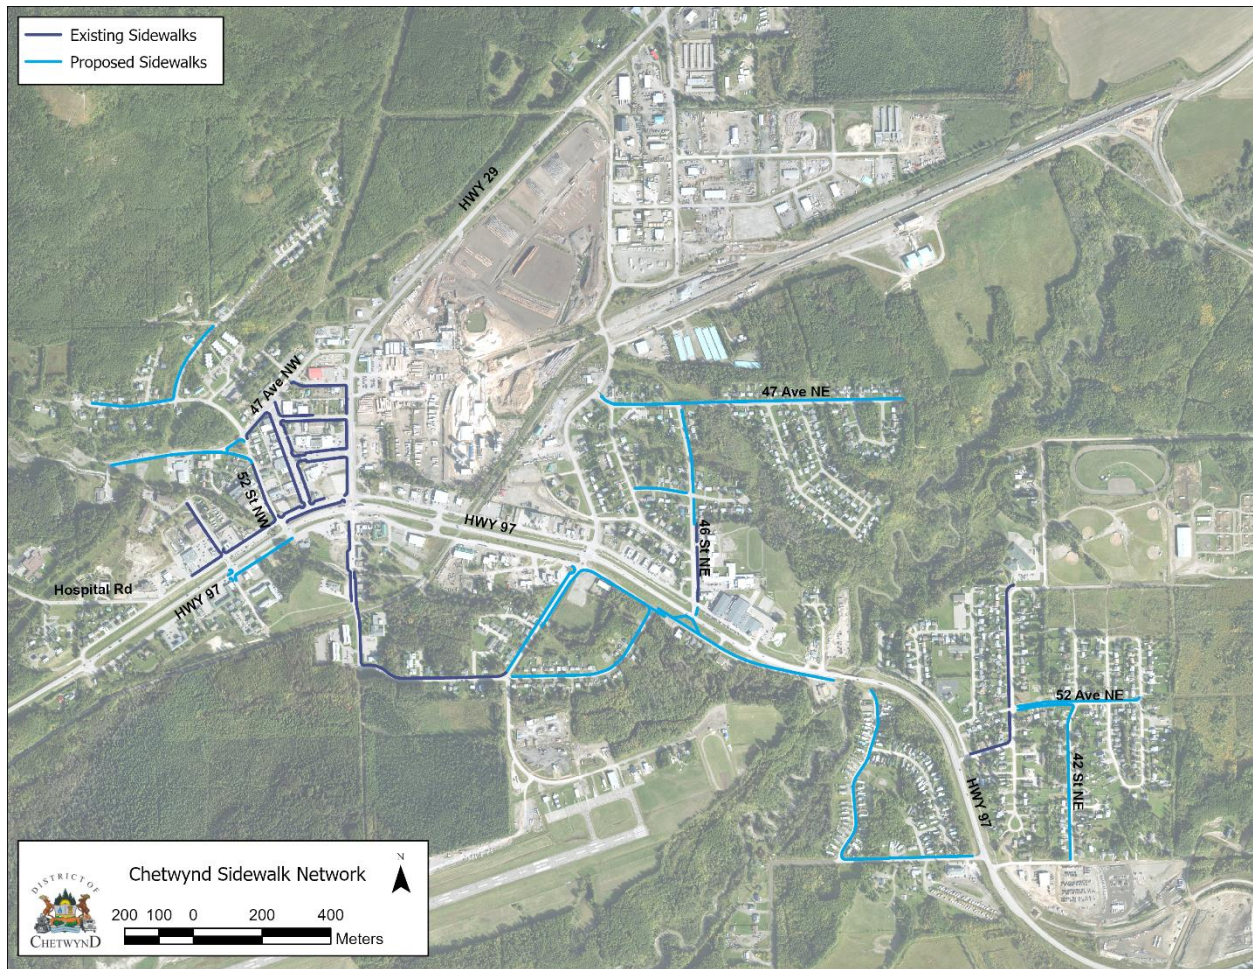 Existing Sidewalks
Proposed Sidewalks
HWY 29
47 Ave NW
47 Ave NE
52 St NW
HWY 97
46 St NE
Hospital Rd
HWY 97
52 Ave NE
42 St NE
HWY 97
Chetwynd Sidewalk Network
N
DISTRICT OF
CHETWYND
200 100 0 200 400
Meters